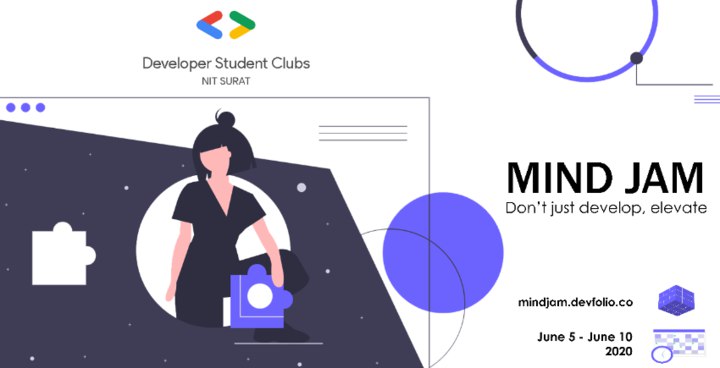 Developer Student Clubs
NIT SURAT
MIND JAM
Don't just develop, elevate
mindjam.devfolio.co
June 5 - June 10
2020